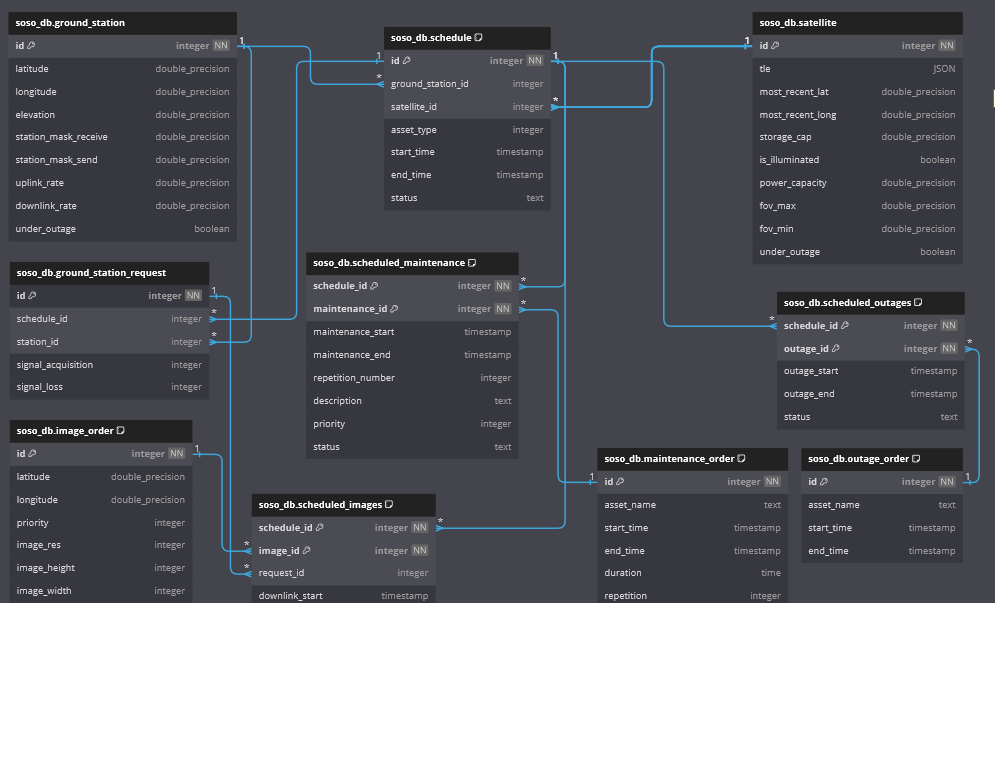 soso_db.ground_station
id integer NN
latitude double_precision
longitude double_precision
elevation double_precision
station_mask_receive double_precision
station_mask_send double_precision
uplink_rate double_precision
downlink_rate double_precision
under_outage boolean
1
soso_db.schedule
1 id integer NN 1
* ground_station_id integer
satellite_id integer *
asset_type integer
start_time timestamp
end_time timestamp
status text
soso_db.satellite
1 id integer NN
tle JSON
most_recent_lat double_precision
most_recent_long double_precision
storage_cap double_precision
is_illuminated boolean
power_capacity double_precision
fov_max double_precision
fov_min double_precision
under_outage boolean
soso_db.ground_station_request
id integer NN 1
schedule_id integer *
station_id integer *
signal_acquisition integer
signal_loss integer
soso_db.scheduled_maintenance
schedule_id integer NN *
maintenance_id integer NN *
maintenance_start timestamp
maintenance_end timestamp
repetition_number integer
description text
priority integer
status text
soso_db.scheduled_outages
* schedule_id integer NN
outage_id integer NN *
outage_start timestamp
outage_end timestamp
status text
soso_db.image_order
id integer NN 1
latitude double_precision
longitude double_precision
priority integer
image_res integer
image_height integer
image_width integer
soso_db.scheduled_images
schedule_id integer NN *
* image_id integer NN
* request_id integer
downlink_start timestamp
soso_db.maintenance_order
1 id integer NN
asset_name text
start_time timestamp
end_time timestamp
duration time
repetition integer
soso_db.outage_order
id integer NN 1
asset_name text
start_time timestamp
end_time timestamp